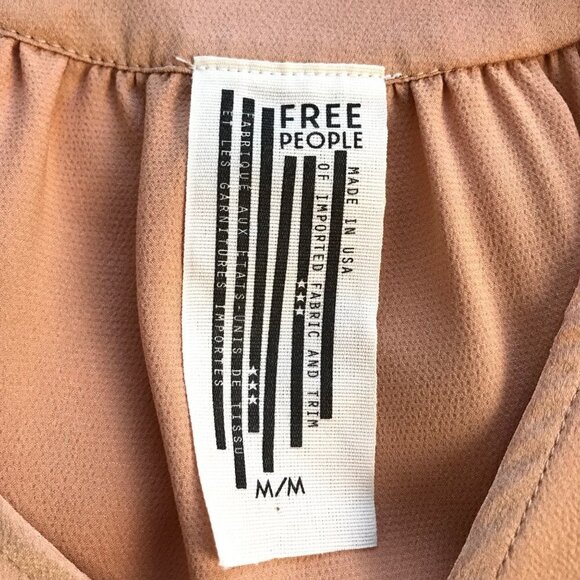 FREE
PEOPLE
MADE IN USA
OF IMPORTED FABRIC AND TRIM
FABRIQUÉ AUX ÉTATS-UNIS DE TISSU
ET LES GARNITURES IMPORTÉES
M/M